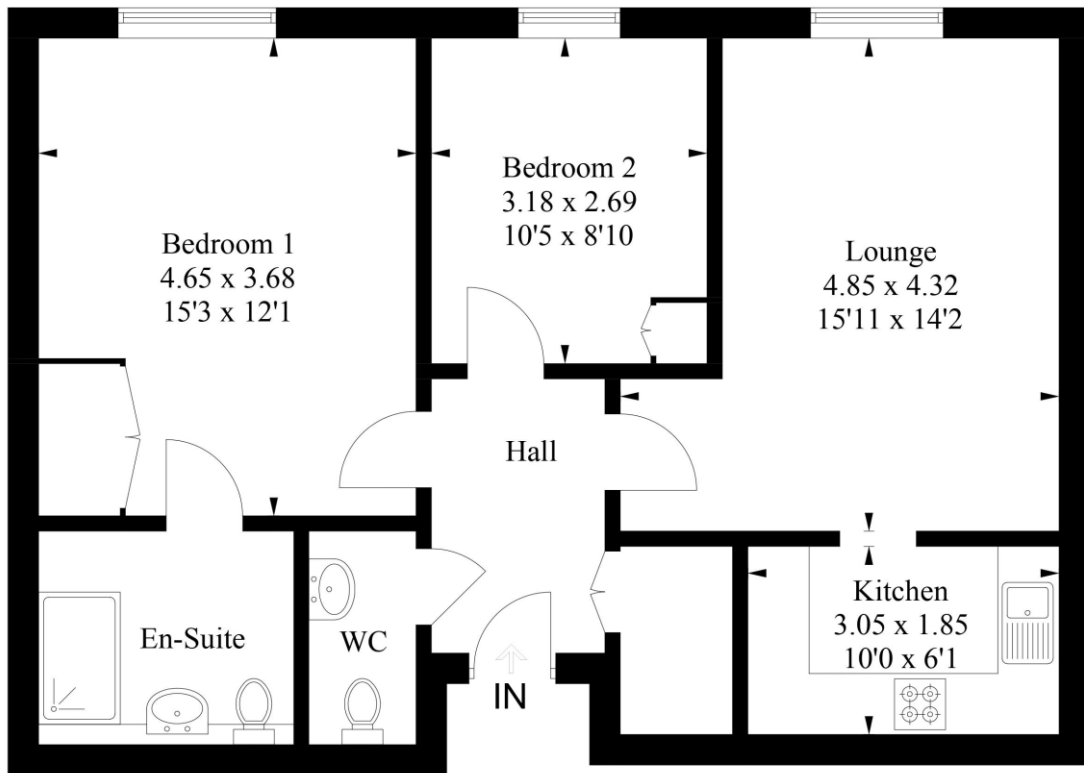 Bedroom 1
4.65 x 3.68
15'3 x 12'1
Bedroom 2
3.18 x 2.69
10'5 x 8'10
Lounge
4.85 x 4.32
15'11 x 14'2
Hall
En-Suite
WC
IN
Kitchen
3.05 x 1.85
10'0 x 6'1